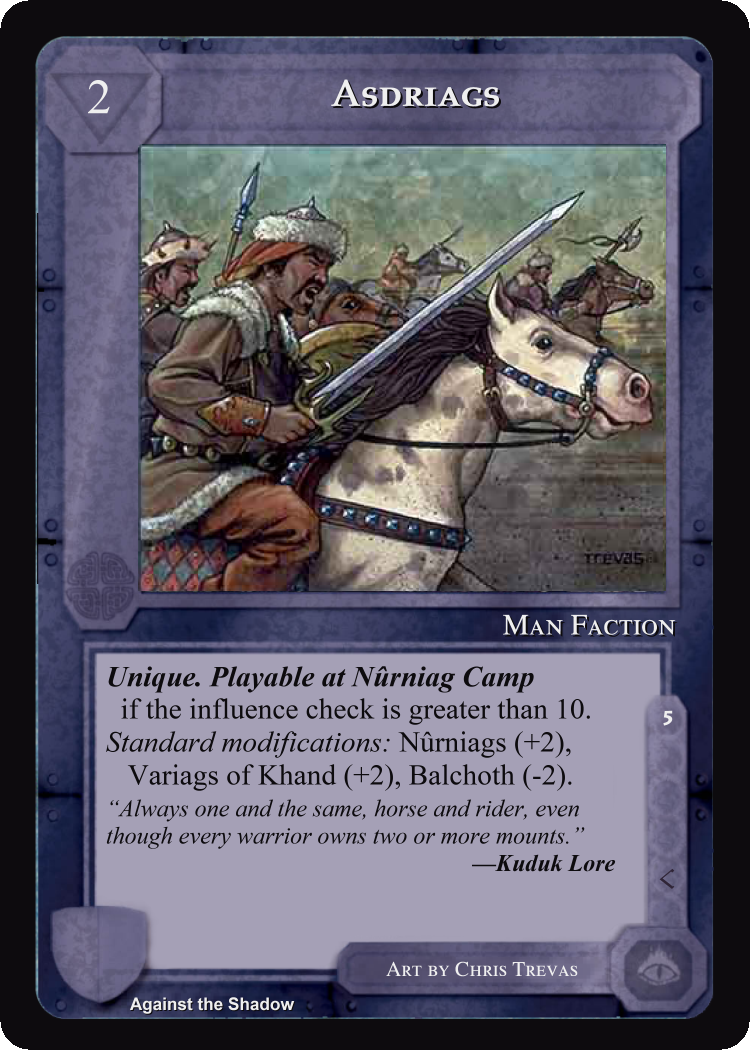 2
ASDRIAGS
TREVAS
MAN FACTION
Unique. Playable at Nûrniag Camp
if the influence check is greater than 10.
Standard modifications: Nûrniags (+2),
Variags of Khand (+2), Balchoth (-2).
“Always one and the same, horse and rider, even
though every warrior owns two or more mounts.”
—Kuduk Lore
5
<
ART BY CHRIS TREVAS
Against the Shadow